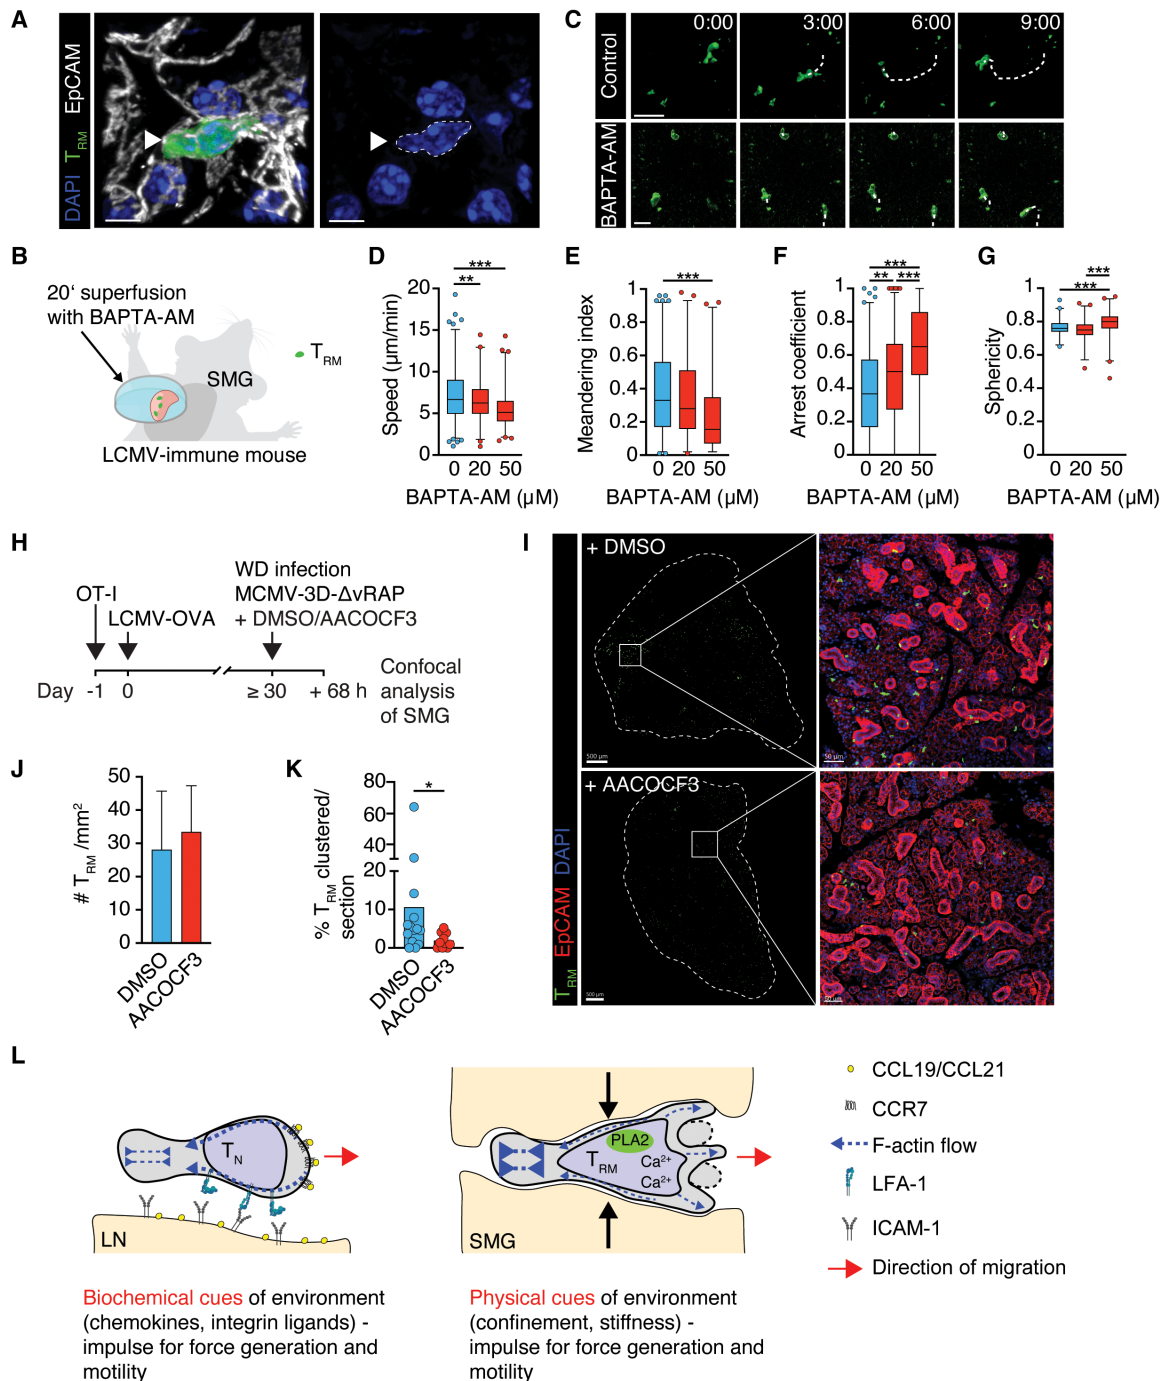 A
DAPI TRM EpCAM
C
Control
0:00
3:00
6:00
9:00
BAPTA-AM
B
20‘ superfusion
with BAPTA-AM
TRM
SMG
LCMV-immune mouse
D
Speed (µm/min)
20
15
10
5
0
**
***
0 20 50
BAPTA-AM (µM)
E
Meandering index
1
0.8
0.6
0.4
0.2
0
***
0 20 50
BAPTA-AM (µM)
F
Arrest coefficient
1
0.8
0.6
0.4
0.2
0
***
** ***
0 20 50
BAPTA-AM (µM)
G
Sphericity
1
0.8
0.6
0.4
0.2
0
***
***
0 20 50
BAPTA-AM (µM)
H
OT-I
LCMV-OVA
WD infection
MCMV-3D-ΔvRAP
+ DMSO/AACOCF3
Day -1 0 ≥ 30 + 68 h
Confocal
analysis
of SMG
I
TRM EpCAM DAPI
+ DMSO
500 µm
50 µm
+ AACOCF3
500 µm
50 µm
J
# TRM /mm2
50
40
30
20
10
0
DMSO
AACOCF3
K
% TRM clustered/
section
80
60
40
20
10
0
*
DMSO
AACOCF3
L
TN
LN
PLA2
TRM
Ca2+
Ca2+
SMG
CCL19/CCL21
CCR7
F-actin flow
LFA-1
ICAM-1
Direction of migration
Biochemical cues of environment
(chemokines, integrin ligands) -
impulse for force generation and
motility
Physical cues of environment
(confinement, stiffness) -
impulse for force generation and
motility